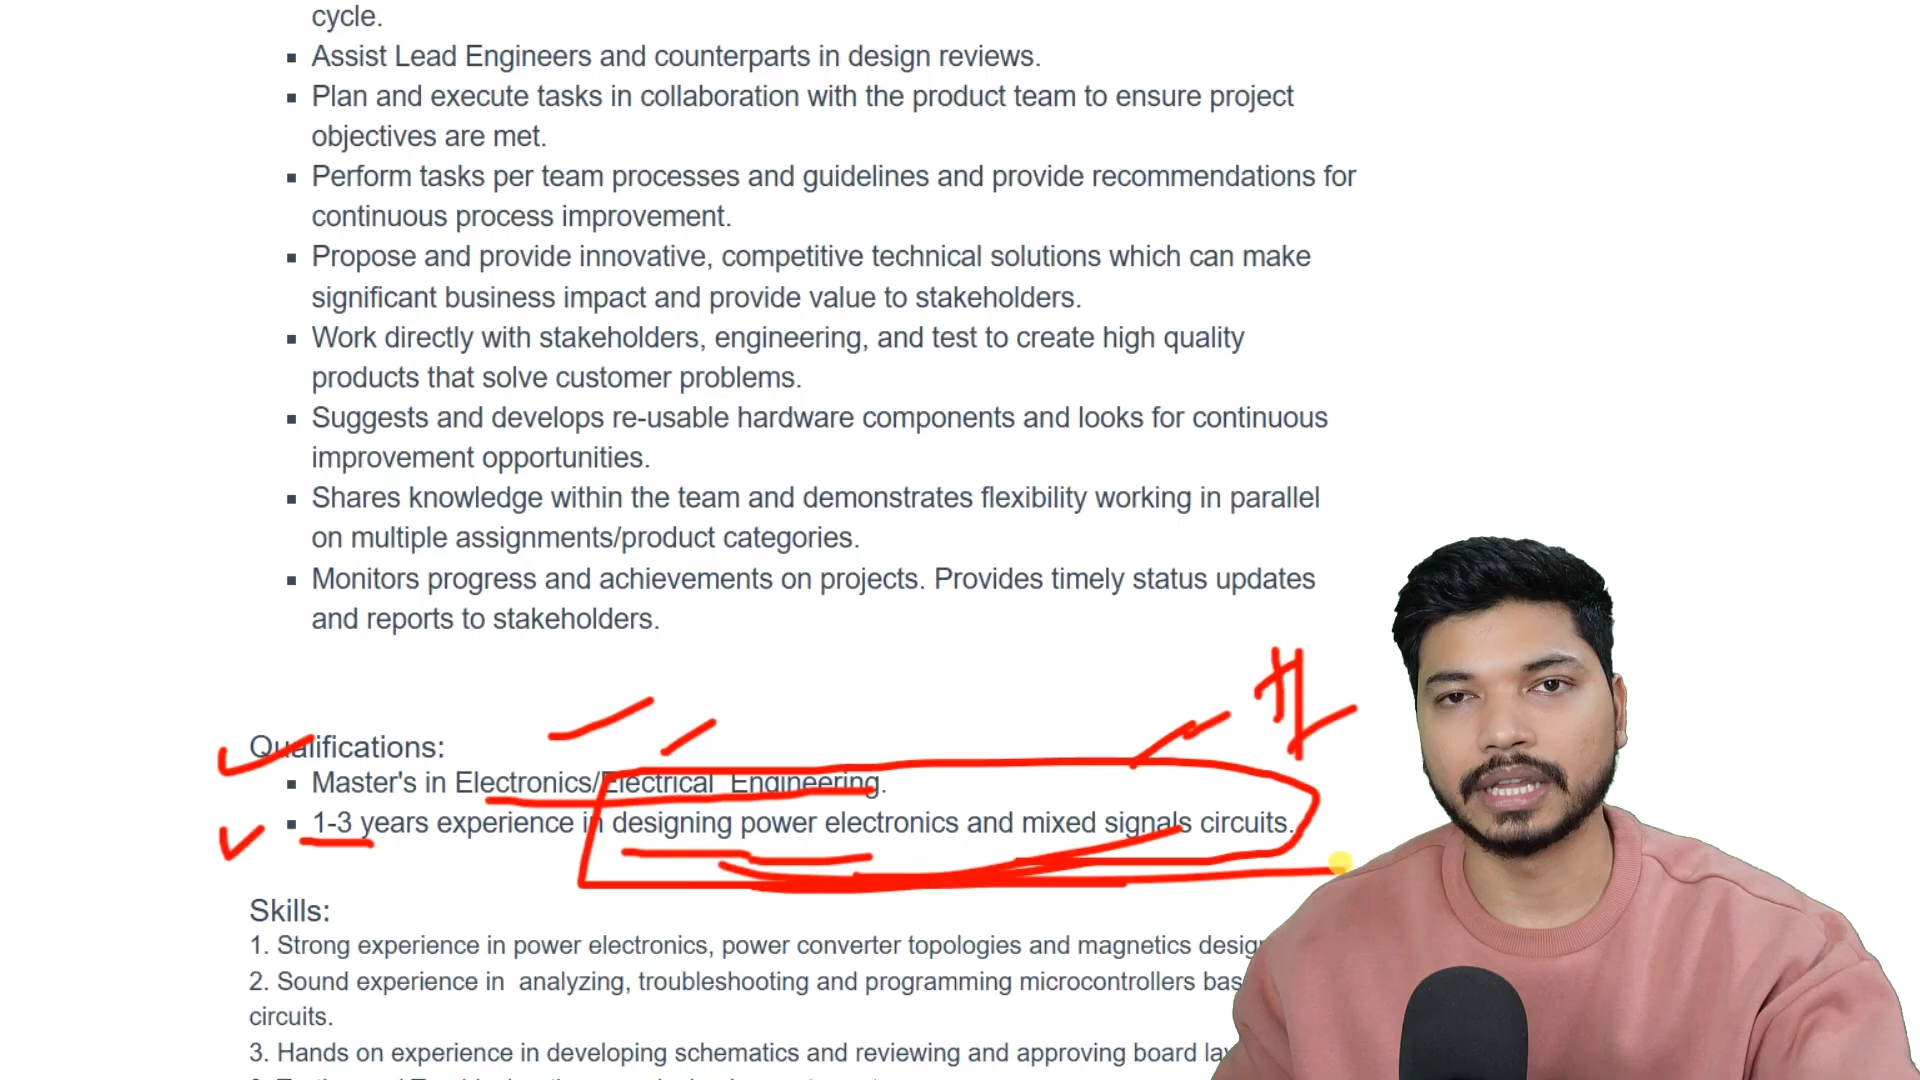 cycle.
▪ Assist Lead Engineers and counterparts in design reviews.
▪ Plan and execute tasks in collaboration with the product team to ensure project
objectives are met.
▪ Perform tasks per team processes and guidelines and provide recommendations for
continuous process improvement.
▪ Propose and provide innovative, competitive technical solutions which can make
significant business impact and provide value to stakeholders.
▪ Work directly with stakeholders, engineering, and test to create high quality
products that solve customer problems.
▪ Suggests and develops re-usable hardware components and looks for continuous
improvement opportunities.
▪ Shares knowledge within the team and demonstrates flexibility working in parallel
on multiple assignments/product categories.
▪ Monitors progress and achievements on projects. Provides timely status updates
and reports to stakeholders.
Qualifications:
▪ Master's in Electronics/Electrical Engineering.
▪ 1-3 years experience in designing power electronics and mixed signals circuits.
Skills:
1. Strong experience in power electronics, power converter topologies and magnetics
2. Sound experience in analyzing, troubleshooting and programming microcontrollers
circuits.
3. Hands on experience in developing schematics and reviewing and approving board